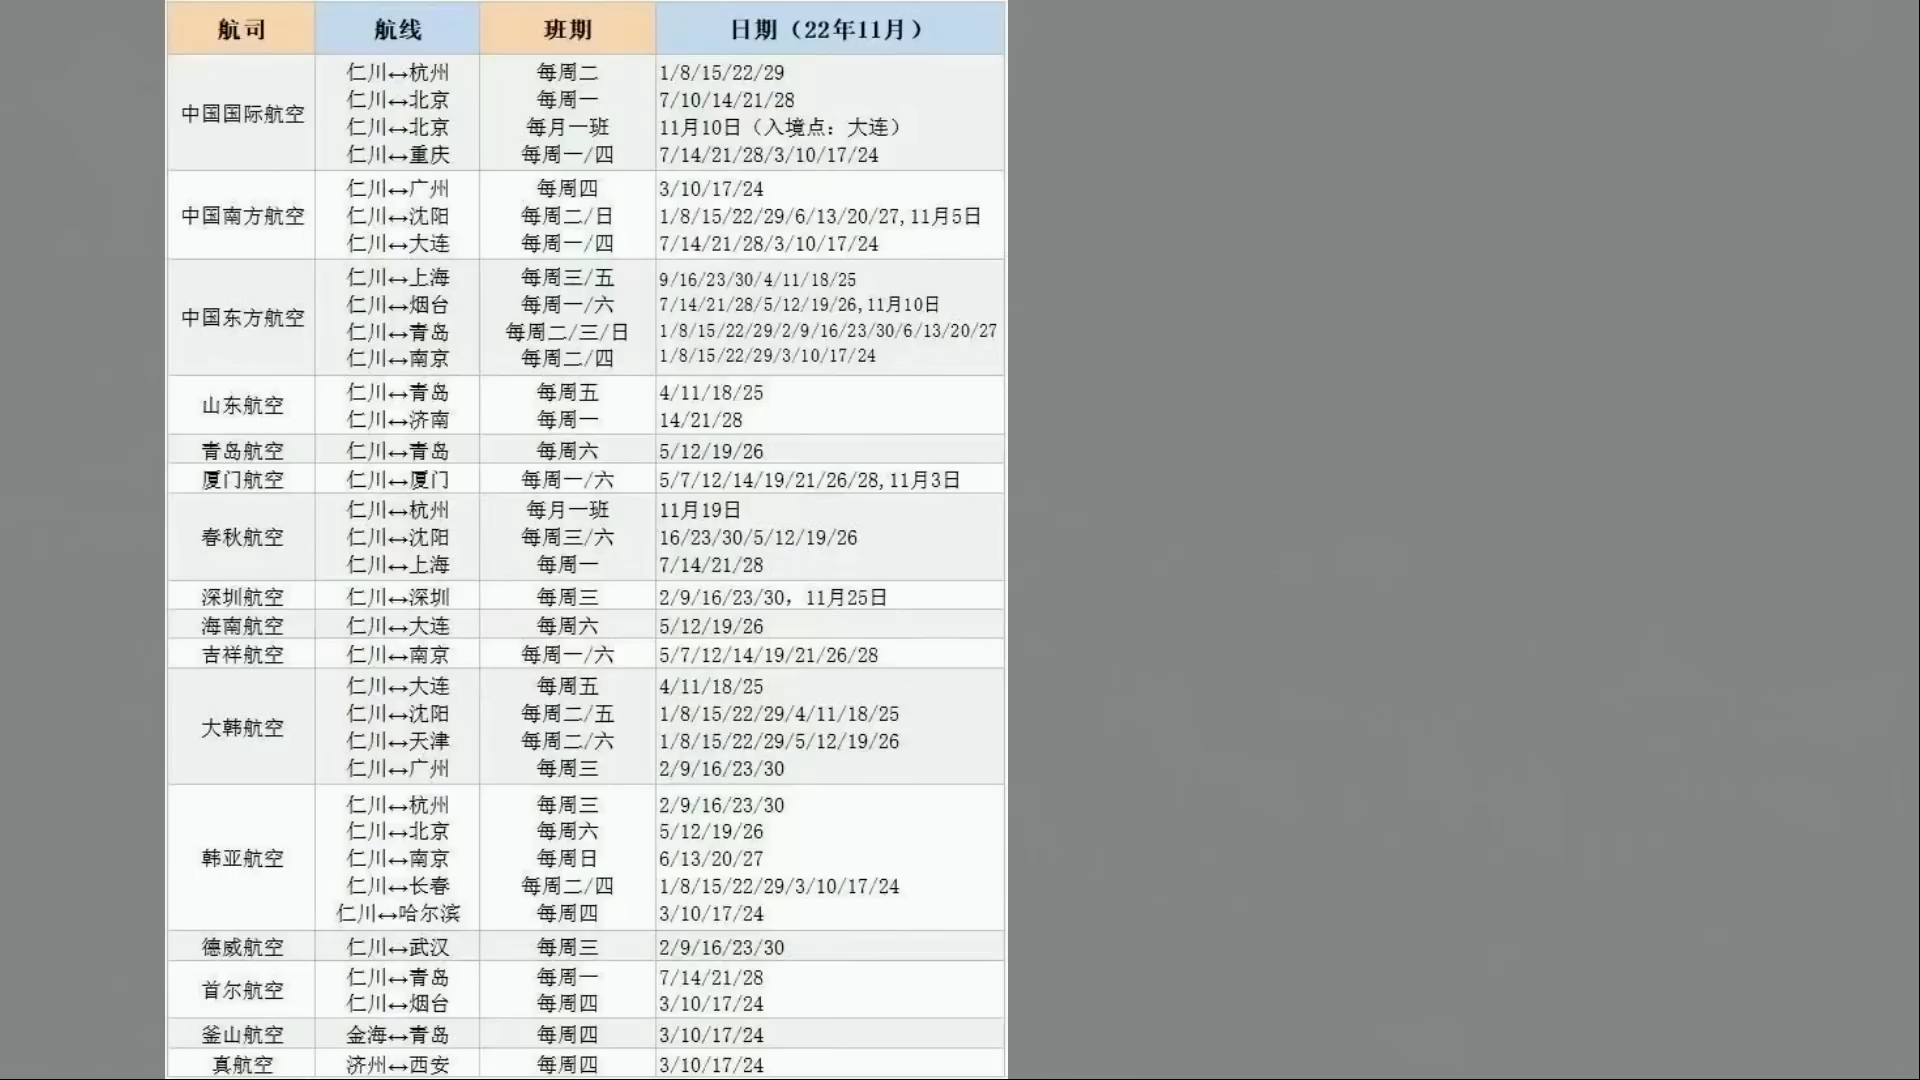 航司 航线 班期 日期（22年11月）
中国国际航空
仁川↔杭州 每周二 1/8/15/22/29
仁川↔北京 每周一 7/10/14/21/28
仁川↔北京 每月一班 11月10日（入境点：大连）
仁川↔重庆 每周一/四 7/14/21/28/3/10/17/24
中国南方航空
仁川↔广州 每周四 3/10/17/24
仁川↔沈阳 每周二/日 1/8/15/22/29/6/13/20/27,11月5日
仁川↔大连 每周一/四 7/14/21/28/3/10/17/24
中国东方航空
仁川↔上海 每周三/五 9/16/23/30/4/11/18/25
仁川↔烟台 每周一/六 7/14/21/28/5/12/19/26,11月10日
仁川↔青岛 每周二/三/日 1/8/15/22/29/2/9/16/23/30/6/13/20/27
仁川↔南京 每周二/四 1/8/15/22/29/3/10/17/24
山东航空
仁川↔青岛 每周五 4/11/18/25
仁川↔济南 每周一 14/21/28
青岛航空 仁川↔青岛 每周六 5/12/19/26
厦门航空 仁川↔厦门 每周一/六 5/7/12/14/19/21/26/28,11月3日
春秋航空
仁川↔杭州 每月一班 11月19日
仁川↔沈阳 每周三/六 16/23/30/5/12/19/26
仁川↔上海 每周一 7/14/21/28
深圳航空 仁川↔深圳 每周三 2/9/16/23/30，11月25日
海南航空 仁川↔大连 每周六 5/12/19/26
吉祥航空 仁川↔南京 每周一/六 5/7/12/14/19/21/26/28
大韩航空
仁川↔大连 每周五 4/11/18/25
仁川↔沈阳 每周二/五 1/8/15/22/29/4/11/18/25
仁川↔天津 每周二/六 1/8/15/22/29/5/12/19/26
仁川↔广州 每周三 2/9/16/23/30
韩亚航空
仁川↔杭州 每周三 2/9/16/23/30
仁川↔北京 每周六 5/12/19/26
仁川↔南京 每周日 6/13/20/27
仁川↔长春 每周二/四 1/8/15/22/29/3/10/17/24
仁川↔哈尔滨 每周四 3/10/17/24
德威航空 仁川↔武汉 每周三 2/9/16/23/30
首尔航空
仁川↔青岛 每周一 7/14/21/28
仁川↔烟台 每周四 3/10/17/24
釜山航空 金海↔青岛 每周四 3/10/17/24
真航空 济州↔西安 每周四 3/10/17/24